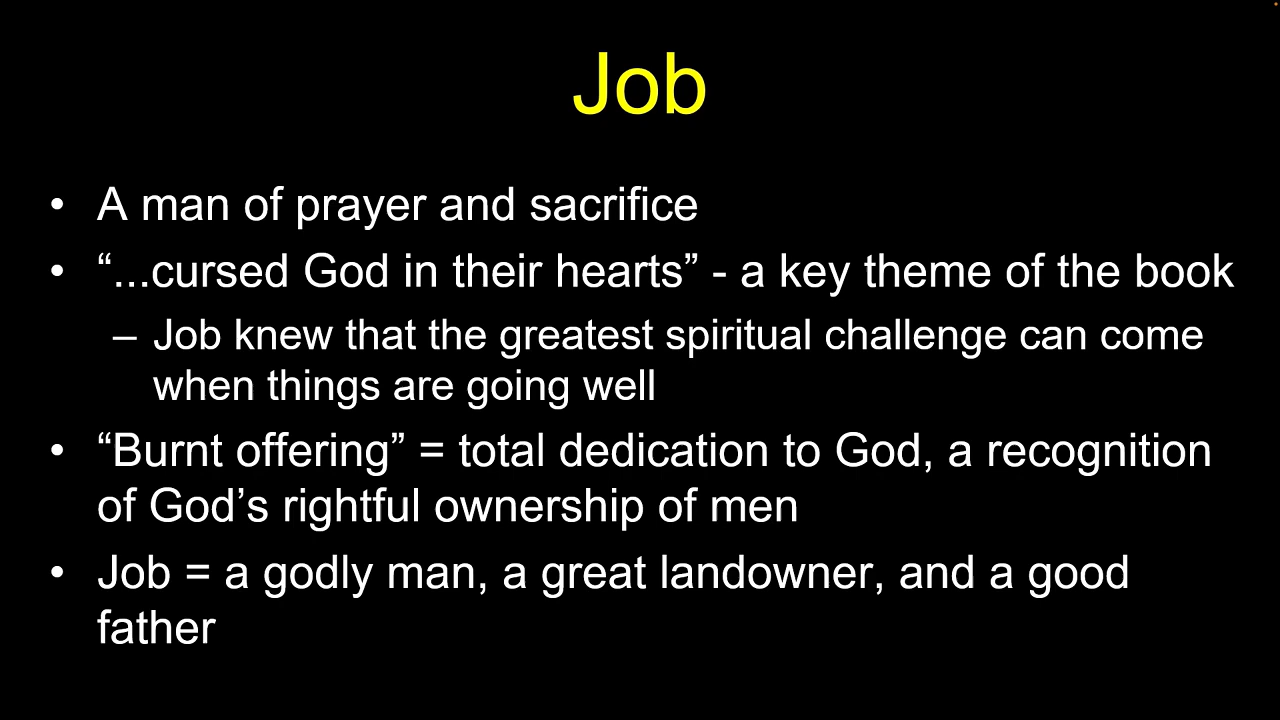 Job
• A man of prayer and sacrifice
• “...cursed God in their hearts” - a key theme of the book
– Job knew that the greatest spiritual challenge can come
when things are going well
• “Burnt offering” = total dedication to God, a recognition
of God’s rightful ownership of men
• Job = a godly man, a great landowner, and a good
father